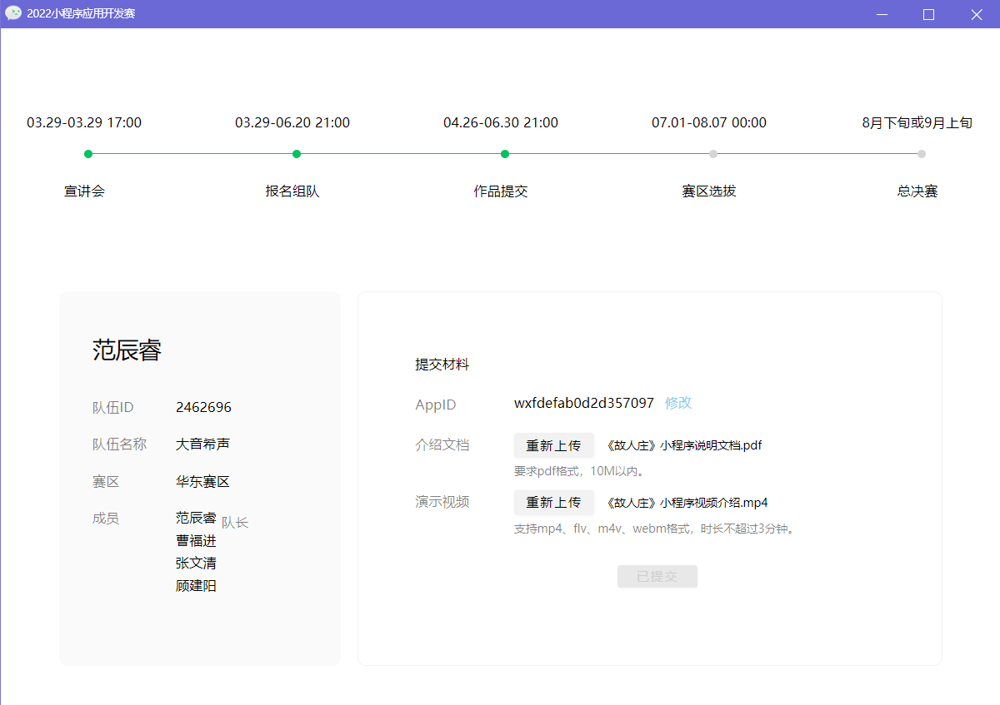 2022小程序应用开发赛
03.29-03.29 17:00
03.29-06.20 21:00
04.26-06.30 21:00
07.01-08.07 00:00
8月下旬或9月上旬
宣讲会
报名组队
作品提交
赛区选拔
总决赛
范辰睿
队伍ID 2462696
队伍名称 大音希声
赛区 华东赛区
成员 范辰睿 队长
曹福进
张文清
顾建阳
提交材料
AppID wxfdefab0d2d357097 修改
介绍文档 重新上传 《故人庄》小程序说明文档.pdf
要求pdf格式，10M以内。
演示视频 重新上传 《故人庄》小程序视频介绍.mp4
支持mp4、flv、m4v、webm格式，时长不超过3分钟。
已提交